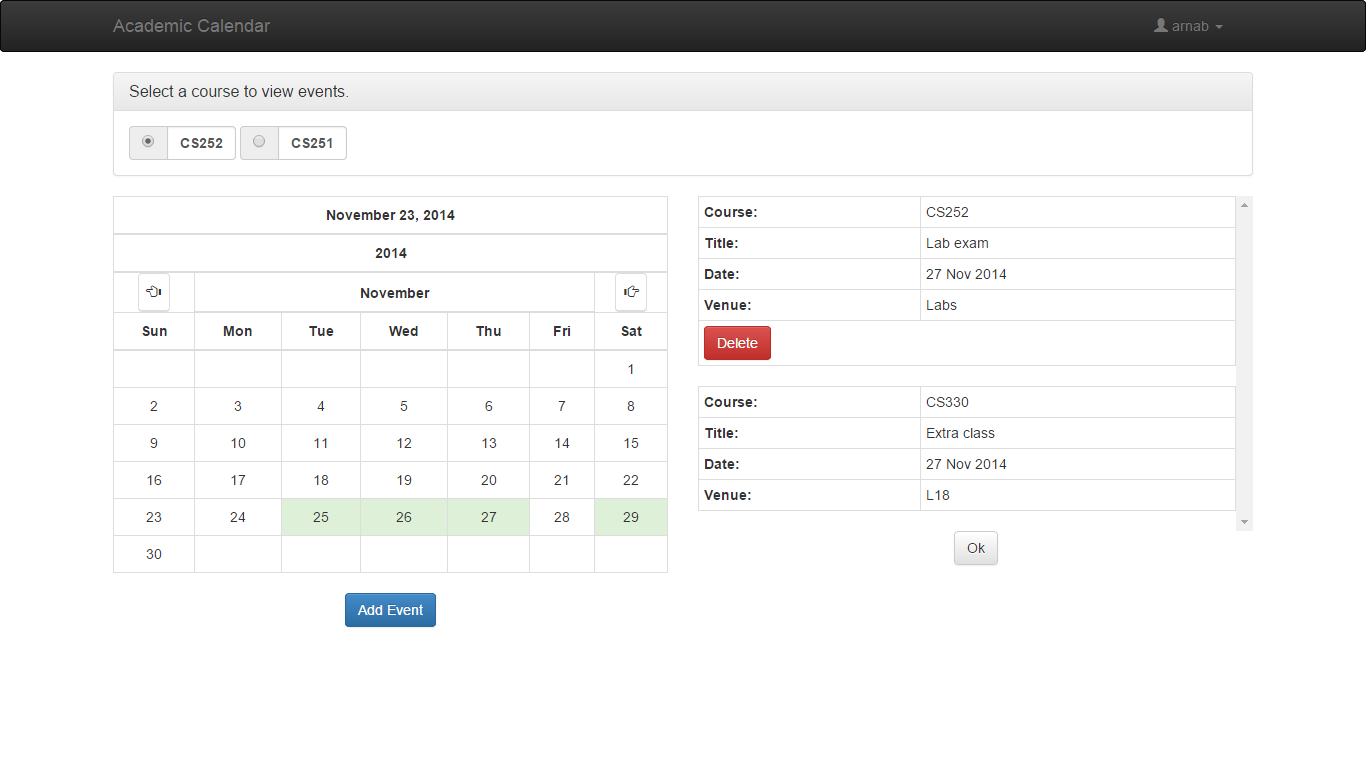 Academic Calendar
arnab
Select a course to view events.
CS252 CS251
November 23, 2014
2014
November
Sun Mon Tue Wed Thu Fri Sat
1
2 3 4 5 6 7 8
9 10 11 12 13 14 15
16 17 18 19 20 21 22
23 24 25 26 27 28 29
30
Add Event
Course: CS252
Title: Lab exam
Date: 27 Nov 2014
Venue: Labs
Delete
Course: CS330
Title: Extra class
Date: 27 Nov 2014
Venue: L18
Ok